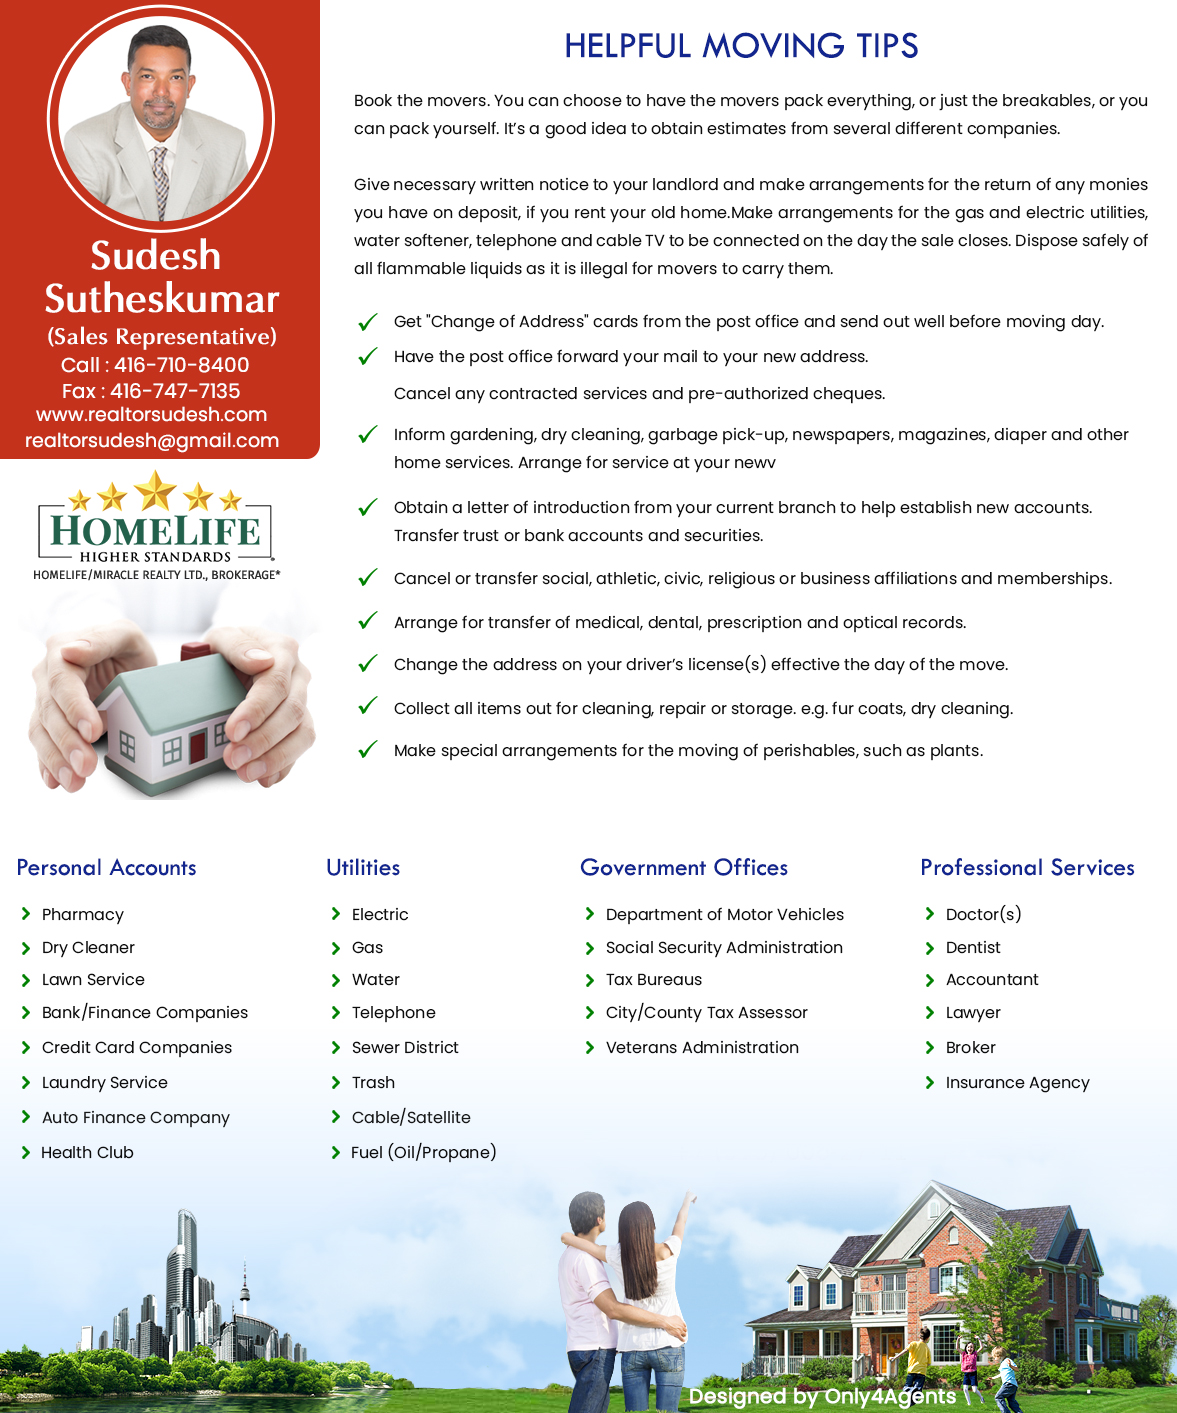 Sudesh
Sutheskumar
(Sales Representative)
Call : 416-710-8400
Fax : 416-747-7135
www.realtorsudesh.com
realtorsudesh@gmail.com
HOMELIFE
HIGHER STANDARDS
HOMELIFE/MIRACLE REALTY LTD., BROKERAGE*
HELPFUL MOVING TIPS
Book the movers. You can choose to have the movers pack everything, or just the breakables, or you
can pack yourself. It's a good idea to obtain estimates from several different companies.
Give necessary written notice to your landlord and make arrangements for the return of any monies
you have on deposit, if you rent your old home.Make arrangements for the gas and electric utilities,
water softener, telephone and cable TV to be connected on the day the sale closes. Dispose safely of
all flammable liquids as it is illegal for movers to carry them.
Get "Change of Address" cards from the post office and send out well before moving day.
Have the post office forward your mail to your new address.
Cancel any contracted services and pre-authorized cheques.
Inform gardening, dry cleaning, garbage pick-up, newspapers, magazines, diaper and other
home services. Arrange for service at your newv
Obtain a letter of introduction from your current branch to help establish new accounts.
Transfer trust or bank accounts and securities.
Cancel or transfer social, athletic, civic, religious or business affiliations and memberships.
Arrange for transfer of medical, dental, prescription and optical records.
Change the address on your driver's license(s) effective the day of the move.
Collect all items out for cleaning, repair or storage. e.g. fur coats, dry cleaning.
Make special arrangements for the moving of perishables, such as plants.
Personal Accounts
Pharmacy
Dry Cleaner
Lawn Service
Bank/Finance Companies
Credit Card Companies
Laundry Service
Auto Finance Company
Health Club
Utilities
Electric
Gas
Water
Telephone
Sewer District
Trash
Cable/Satellite
Fuel (Oil/Propane)
Government Offices
Department of Motor Vehicles
Social Security Administration
Tax Bureaus
City/County Tax Assessor
Veterans Administration
Professional Services
Doctor(s)
Dentist
Accountant
Lawyer
Broker
Insurance Agency
Designed by Only4Agents